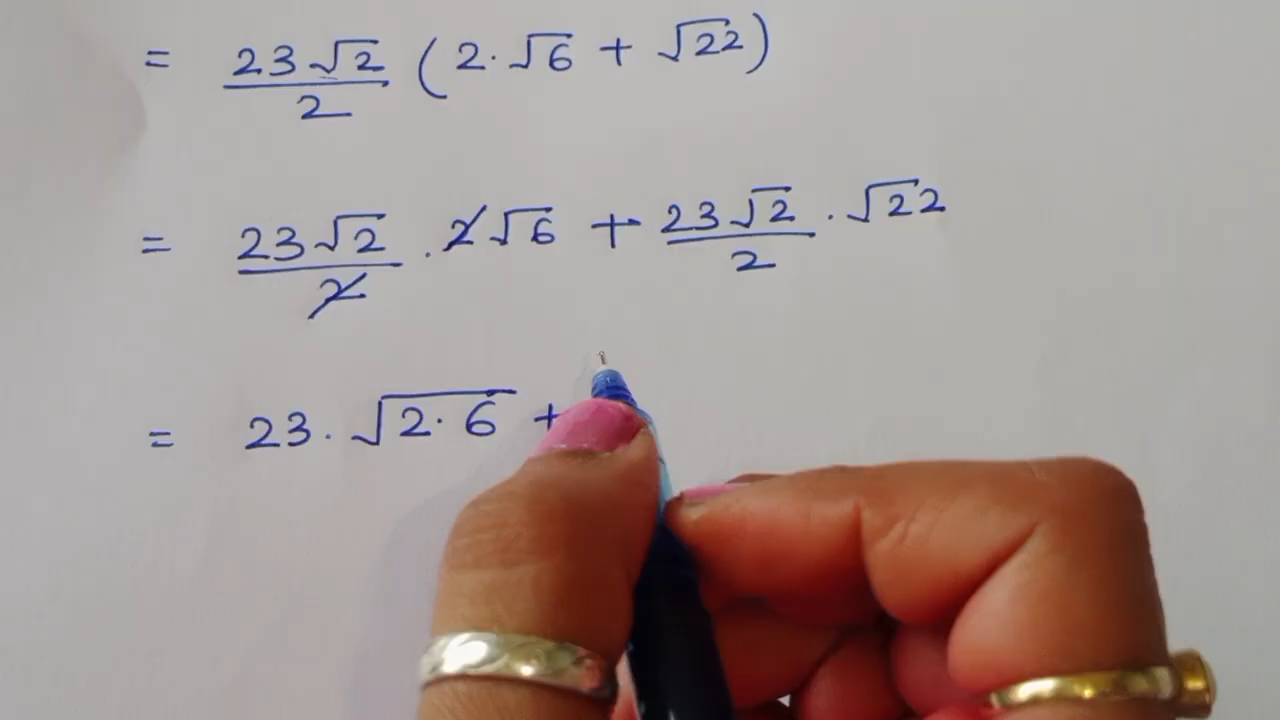 = 23√2/2 (2·√6 + √22)
= 23√2/2 · 2√6 + 23√2/2 · √22
= 23 · √2·6 +